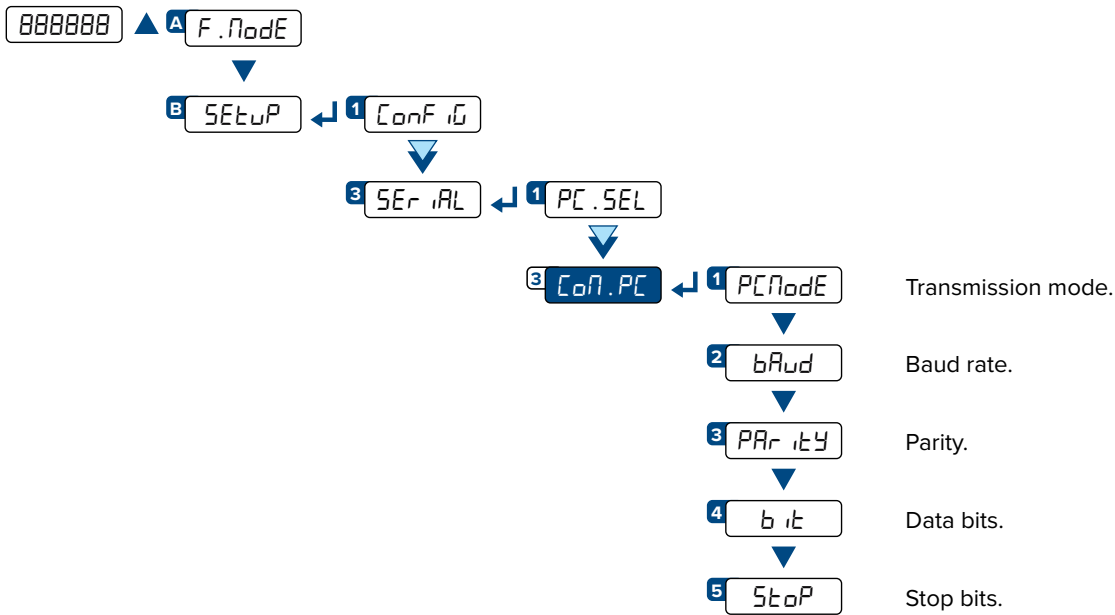 888888 A F.ModE
B SEtuP 1 ConFiG
3 SEriAL 1 PC.SEL
3 CoM.PC 1 PCModE Transmission mode.
2 bAud Baud rate.
3 PAritY Parity.
4 bit Data bits.
5 StoP Stop bits.